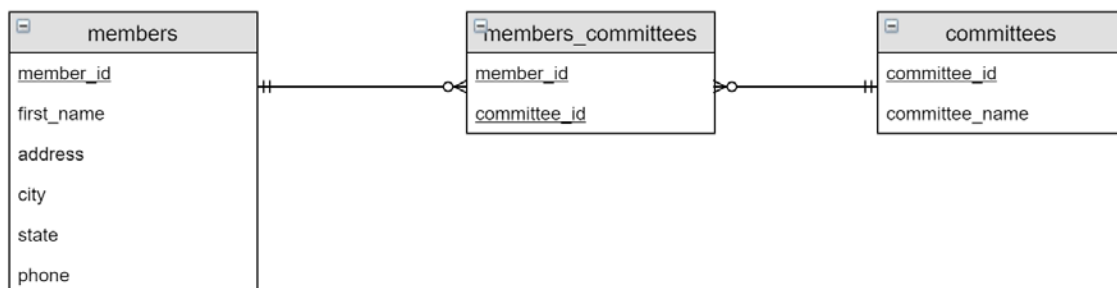 members
member_id
first_name
address
city
state
phone
members_committees
member_id
committee_id
committees
committee_id
committee_name